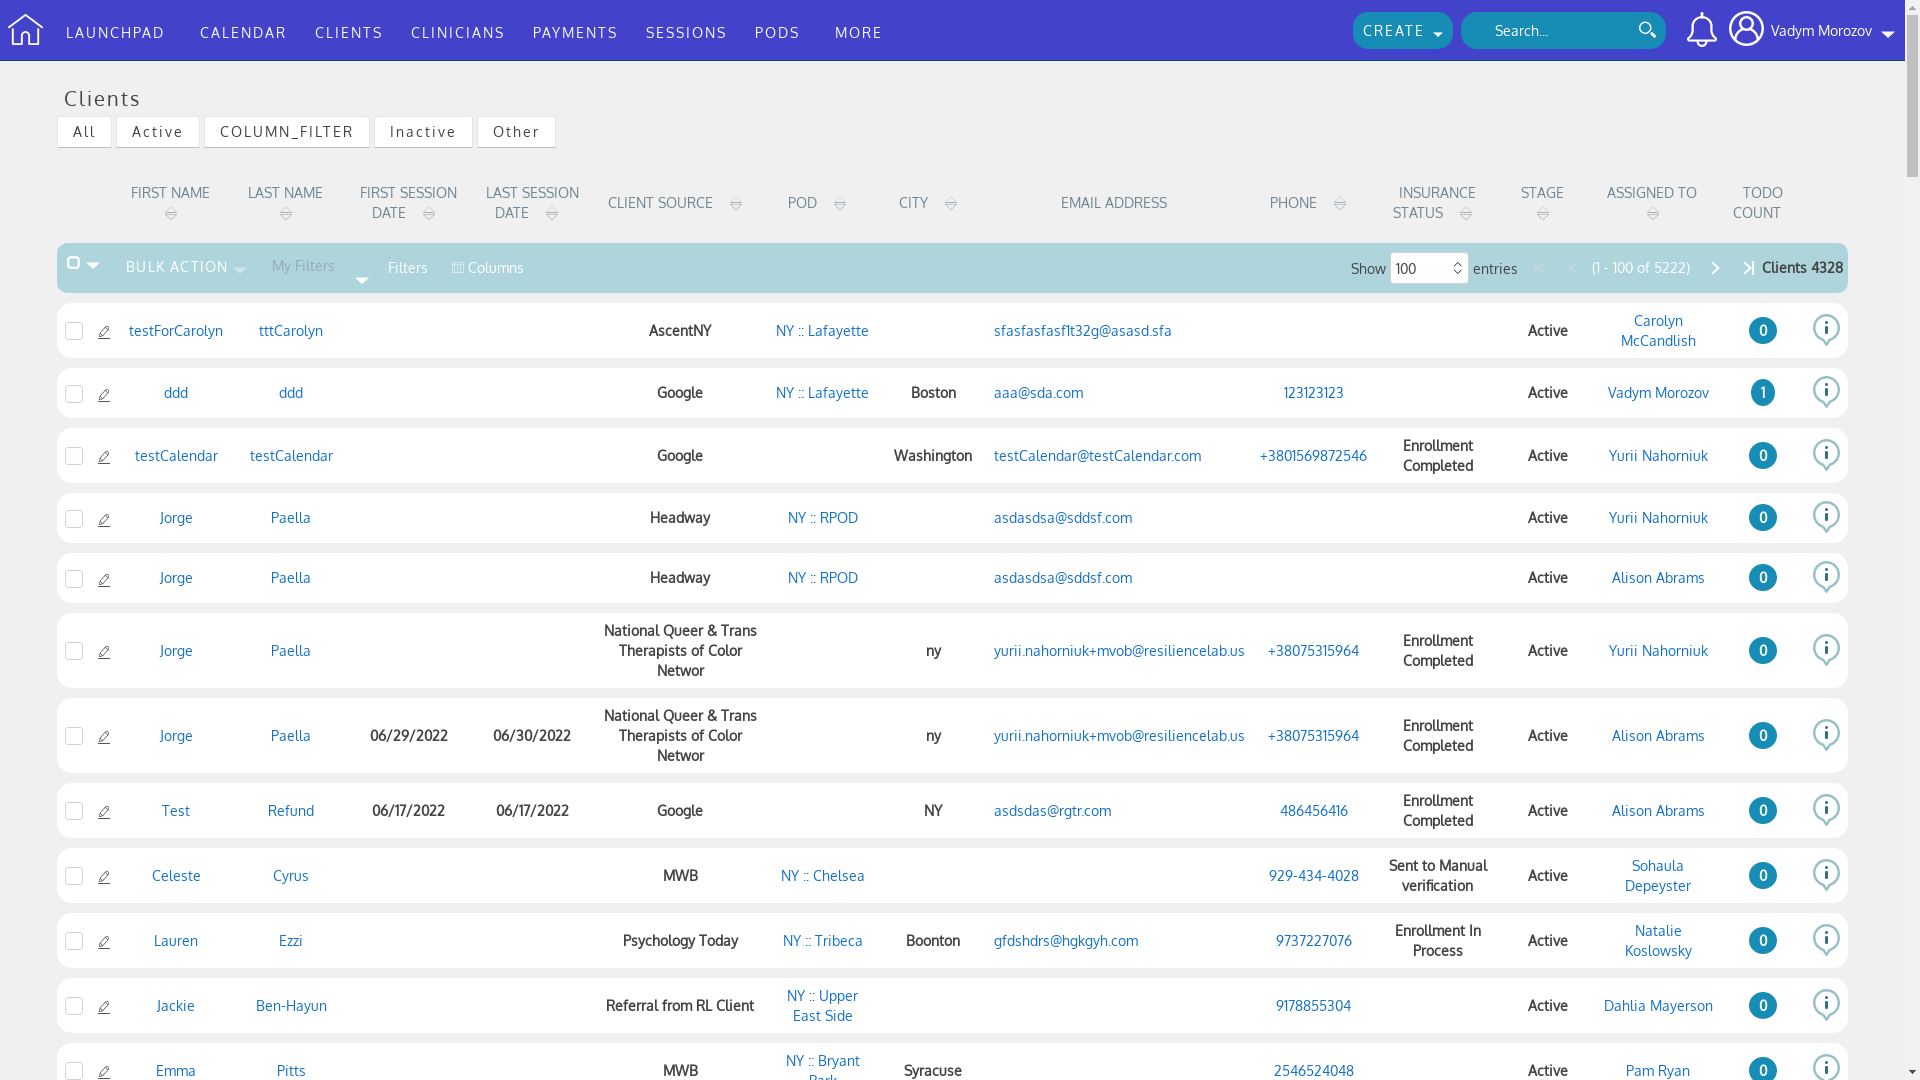 LAUNCHPAD CALENDAR CLIENTS CLINICIANS PAYMENTS SESSIONS PODS MORE CREATE Search... Vadym Morozov
Clients
All Active COLUMN_FILTER Inactive Other
FIRST NAME LAST NAME FIRST SESSION DATE LAST SESSION DATE CLIENT SOURCE POD CITY EMAIL ADDRESS PHONE INSURANCE STATUS STAGE ASSIGNED TO TODO COUNT
BULK ACTION My Filters Filters Columns Show 100 entries (1 - 100 of 5222) Clients 4328
testForCarolyn tttCarolyn AscentNY NY :: Lafayette sfasfasfasf1t32g@asasd.sfa Active Carolyn McCandlish 0
ddd ddd Google NY :: Lafayette Boston aaa@sda.com 123123123 Active Vadym Morozov 1
testCalendar testCalendar Google Washington testCalendar@testCalendar.com +3801569872546 Enrollment Completed Active Yurii Nahorniuk 0
Jorge Paella Headway NY :: RPOD asdasdsa@sddsf.com Active Yurii Nahorniuk 0
Jorge Paella Headway NY :: RPOD asdasdsa@sddsf.com Active Alison Abrams 0
Jorge Paella National Queer & Trans Therapists of Color Networ ny yurii.nahorniuk+mvob@resiliencelab.us +38075315964 Enrollment Completed Active Yurii Nahorniuk 0
Jorge Paella 06/29/2022 06/30/2022 National Queer & Trans Therapists of Color Networ ny yurii.nahorniuk+mvob@resiliencelab.us +38075315964 Enrollment Completed Active Alison Abrams 0
Test Refund 06/17/2022 06/17/2022 Google NY asdsdas@rgtr.com 486456416 Enrollment Completed Active Alison Abrams 0
Celeste Cyrus MWB NY :: Chelsea 929-434-4028 Sent to Manual verification Active Sohaula Depeyster 0
Lauren Ezzi Psychology Today NY :: Tribeca Boonton gfdshdrs@hgkgyh.com 9737227076 Enrollment In Process Active Natalie Koslowsky 0
Jackie Ben-Hayun Referral from RL Client NY :: Upper East Side 9178855304 Active Dahlia Mayerson 0
Emma Pitts MWB NY :: Bryant Syracuse 2546524048 Active Pam Ryan 0